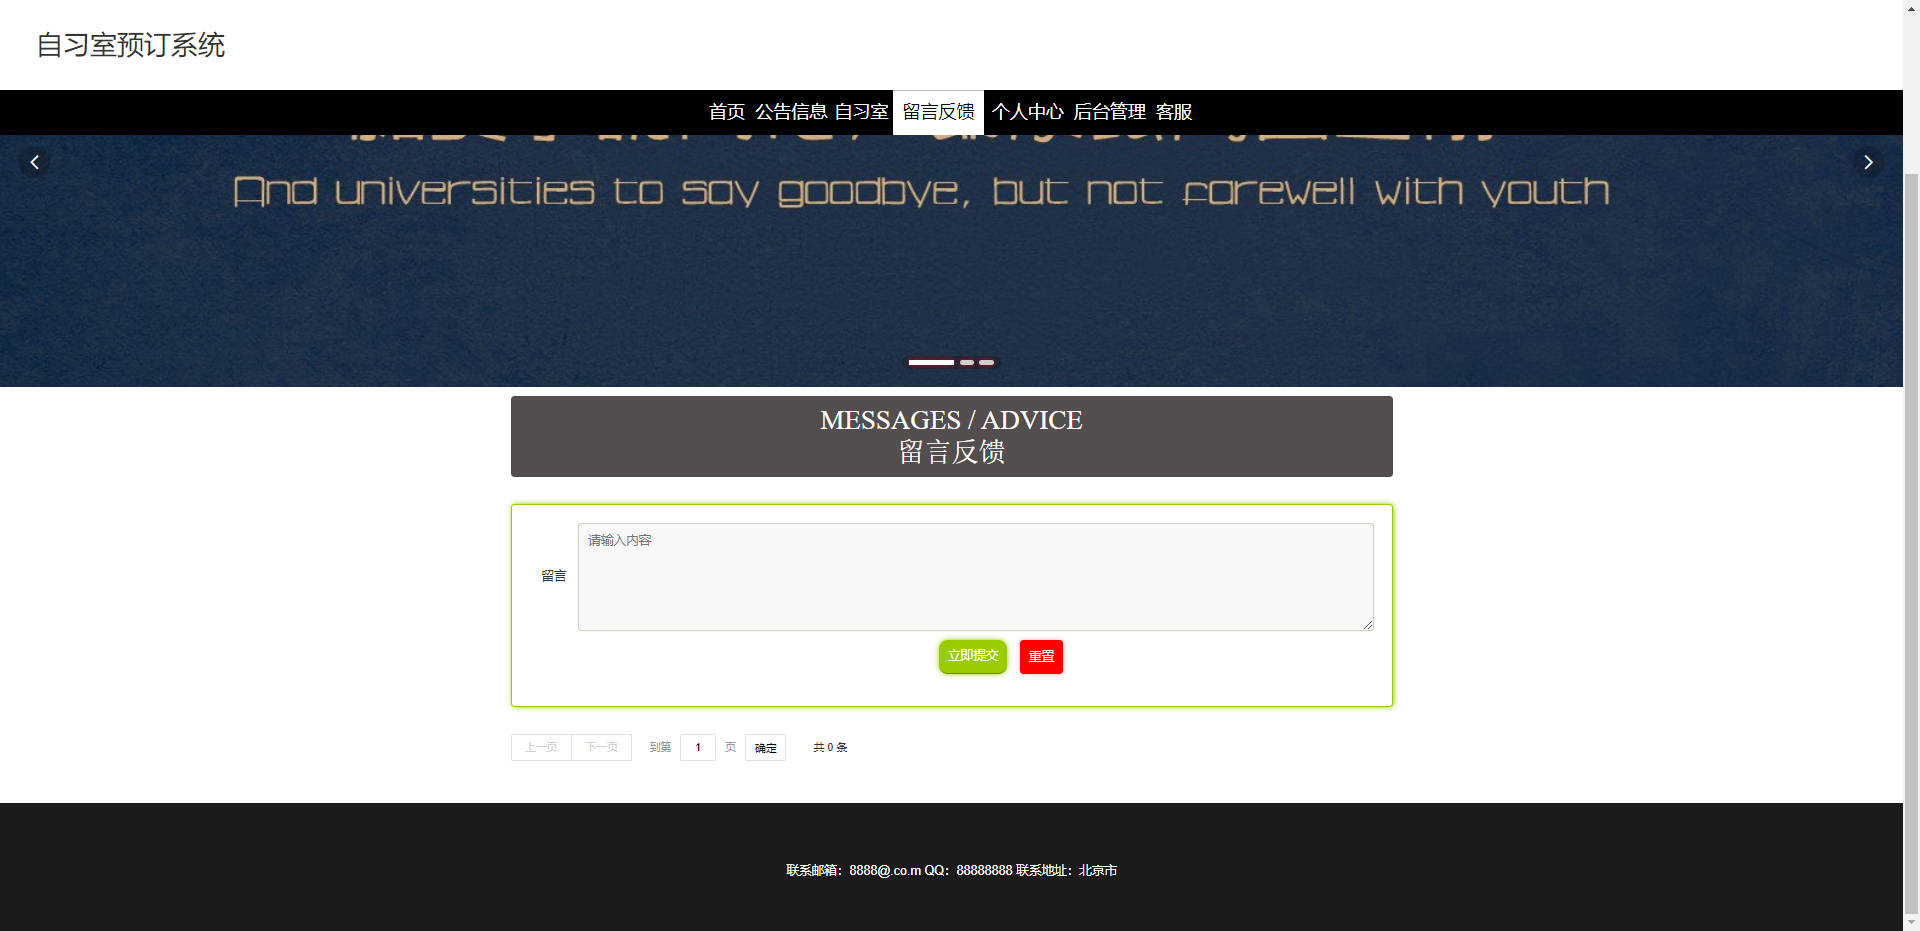 自习室预订系统
首页 公告信息 自习室 留言反馈 个人中心 后台管理 客服
And universities to say goodbye, but not farewell with youth
MESSAGES / ADVICE
留言反馈
请输入内容
留言
立即提交 重置
上一页 下一页 到第 1 页 确定 共 0 条
联系邮箱：8888@.co.m QQ：88888888 联系地址：北京市